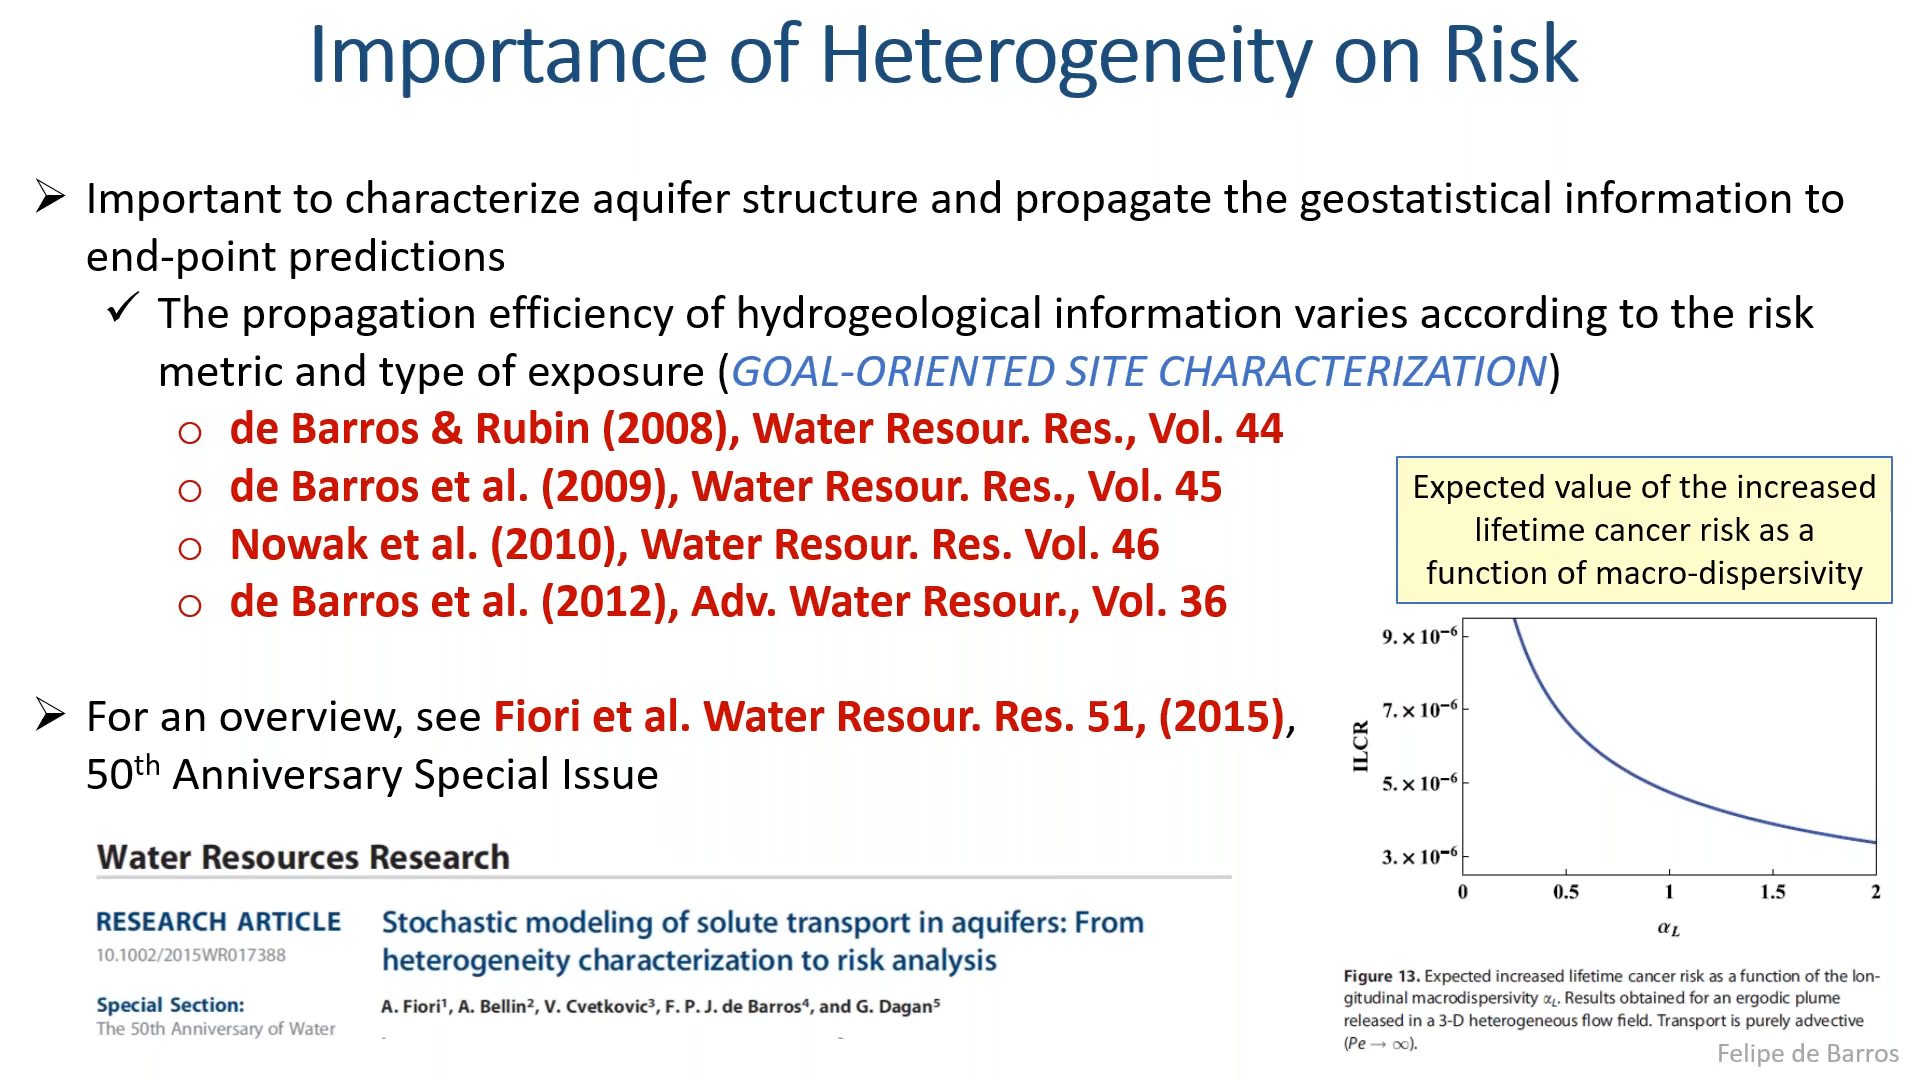 Importance of Heterogeneity on Risk
➢ Important to characterize aquifer structure and propagate the geostatistical information to
end-point predictions
✓ The propagation efficiency of hydrogeological information varies according to the risk
metric and type of exposure (GOAL-ORIENTED SITE CHARACTERIZATION)
o de Barros & Rubin (2008), Water Resour. Res., Vol. 44
o de Barros et al. (2009), Water Resour. Res., Vol. 45
o Nowak et al. (2010), Water Resour. Res. Vol. 46
o de Barros et al. (2012), Adv. Water Resour., Vol. 36
➢ For an overview, see Fiori et al. Water Resour. Res. 51, (2015),
50th Anniversary Special Issue
Water Resources Research
RESEARCH ARTICLE
10.1002/2015WR017388
Special Section:
The 50th Anniversary of Water
Stochastic modeling of solute transport in aquifers: From
heterogeneity characterization to risk analysis
A. Fiori¹, A. Bellin², V. Cvetkovic³, F. P. J. de Barros⁴, and G. Dagan⁵
Expected value of the increased
lifetime cancer risk as a
function of macro-dispersivity
9. × 10⁻⁶
7. × 10⁻⁶
5. × 10⁻⁶
3. × 10⁻⁶
ILCR
0 0.5 1 1.5 2
α_L
Figure 13. Expected increased lifetime cancer risk as a function of the lon-
gitudinal macrodispersivity α_L. Results obtained for an ergodic plume
released in a 3-D heterogeneous flow field. Transport is purely advective
(Pe → ∞).
Felipe de Barros